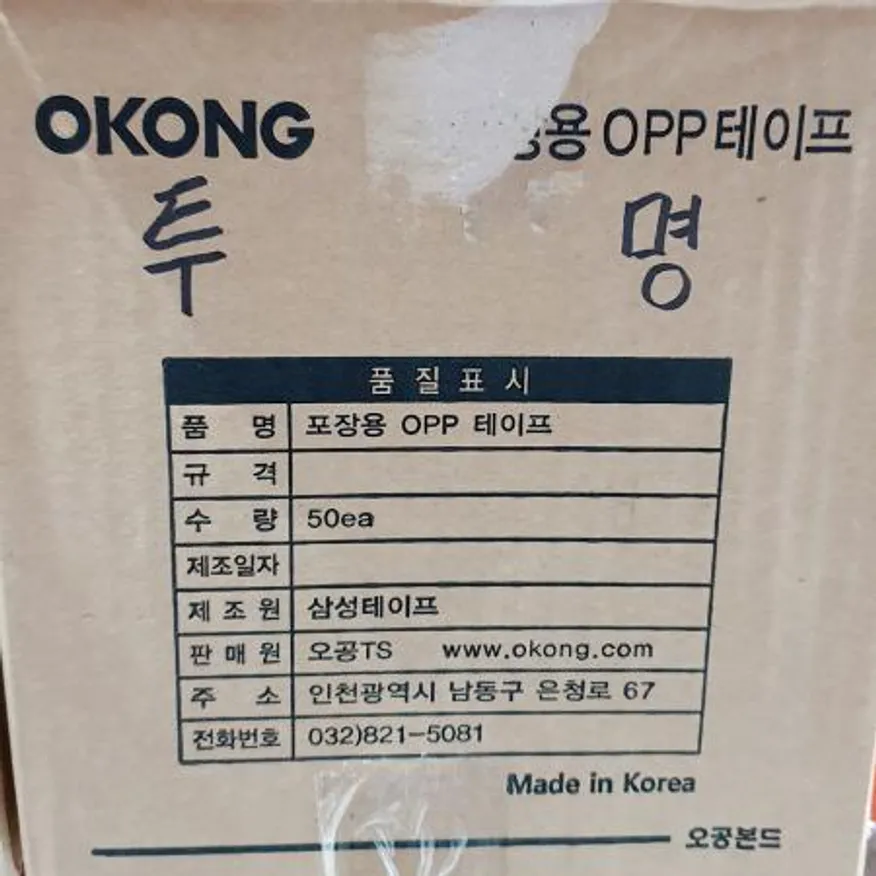 OKONG 용 OPP테이프
투 명
품 질 표 시
품 명 포장용 OPP 테이프
규 격
수 량 50ea
제조일자
제 조 원 삼성테이프
판 매 원 오공TS www.okong.com
주 소 인천광역시 남동구 은청로 67
전화번호 032)821-5081
Made in Korea
오공본드